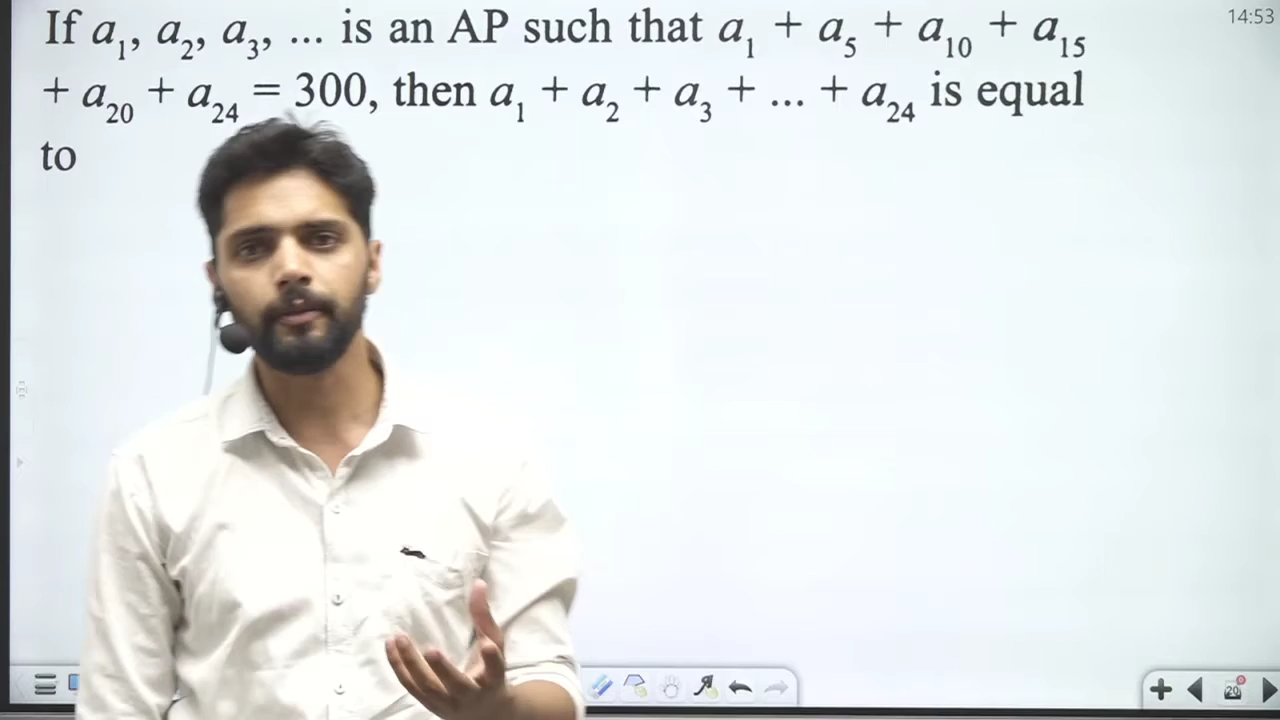 14:53
If a₁, a₂, a₃, ... is an AP such that a₁ + a₅ + a₁₀ + a₁₅
+ a₂₀ + a₂₄ = 300, then a₁ + a₂ + a₃ + ... + a₂₄ is equal
to
20